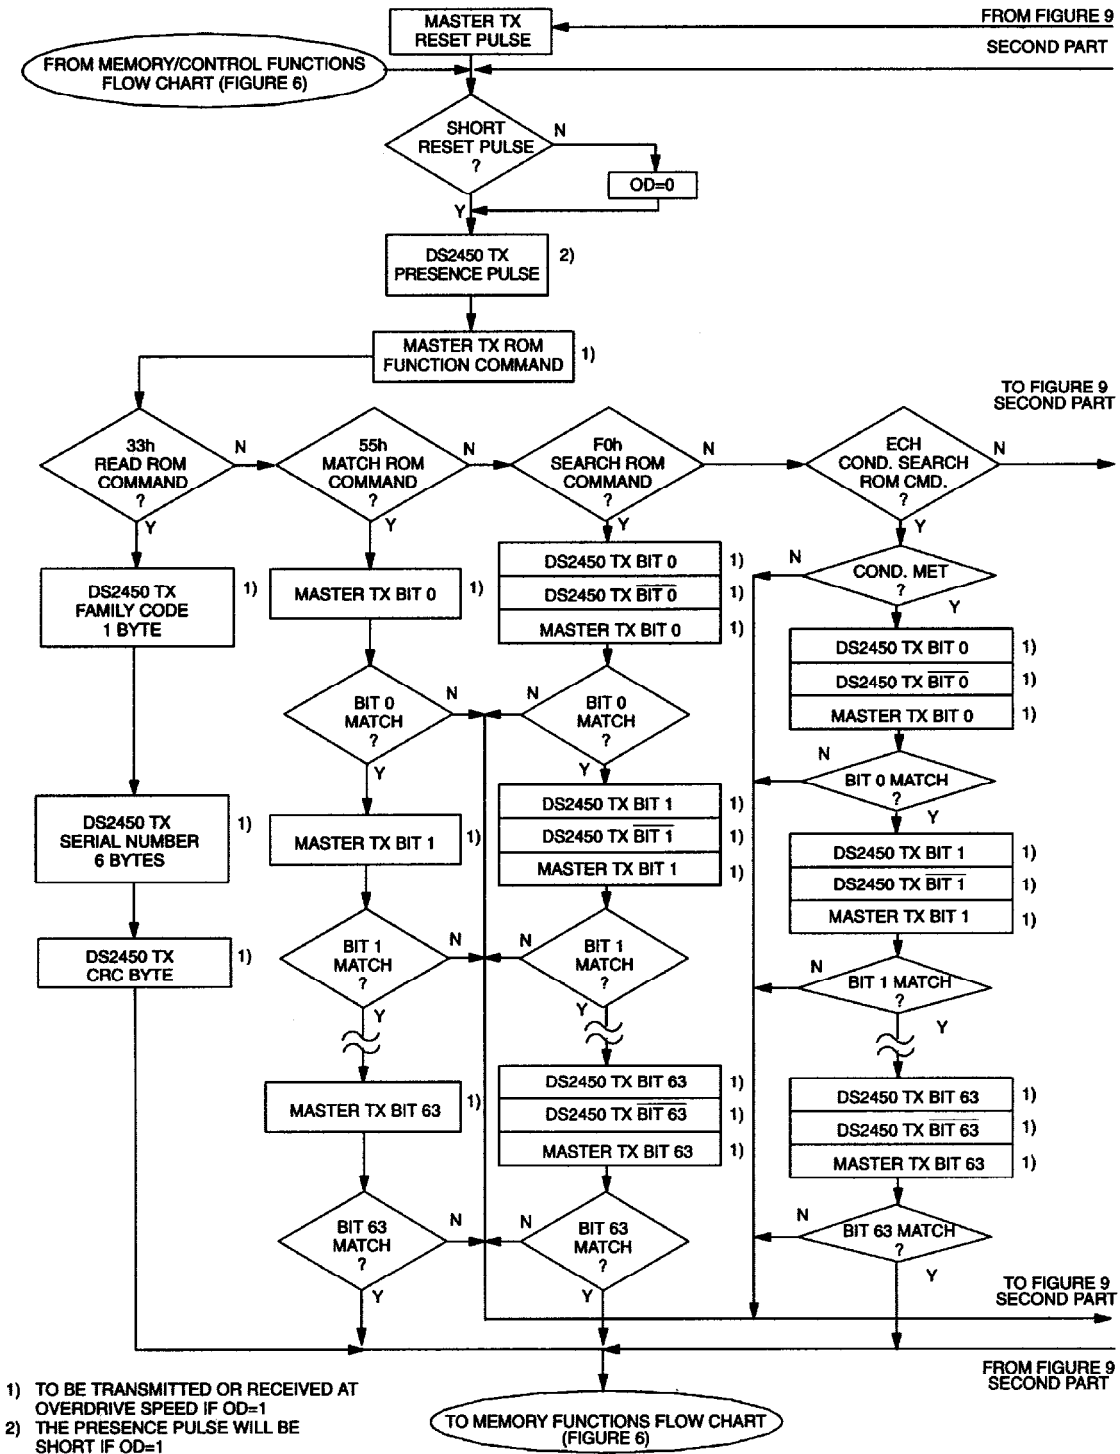 MASTER TX
RESET PULSE
FROM FIGURE 9
SECOND PART
FROM MEMORY/CONTROL FUNCTIONS
FLOW CHART (FIGURE 6)
SHORT
RESET PULSE
?
N
OD=0
Y
DS2450 TX
PRESENCE PULSE
2)
MASTER TX ROM
FUNCTION COMMAND
1)
TO FIGURE 9
SECOND PART
33h
READ ROM
COMMAND
?
N
Y
55h
MATCH ROM
COMMAND
?
N
Y
F0h
SEARCH ROM
COMMAND
?
N
Y
ECH
COND. SEARCH
ROM CMD.
?
N
Y
DS2450 TX
FAMILY CODE
1 BYTE
1)
DS2450 TX
SERIAL NUMBER
6 BYTES
1)
DS2450 TX
CRC BYTE
1)
MASTER TX BIT 0
1)
BIT 0
MATCH
?
N
Y
MASTER TX BIT 1
1)
BIT 1
MATCH
?
N
Y
MASTER TX BIT 63
1)
BIT 63
MATCH
?
N
Y
DS2450 TX BIT 0
1)
DS2450 TX BIT 0
1)
MASTER TX BIT 0
1)
N
BIT 0
MATCH
?
Y
DS2450 TX BIT 1
1)
DS2450 TX BIT 1
1)
MASTER TX BIT 1
1)
N
BIT 1
MATCH
?
Y
DS2450 TX BIT 63
1)
DS2450 TX BIT 63
1)
MASTER TX BIT 63
1)
N
BIT 63
MATCH
?
Y
N
COND. MET
?
Y
DS2450 TX BIT 0
1)
DS2450 TX BIT 0
1)
MASTER TX BIT 0
1)
N
BIT 0 MATCH
?
Y
DS2450 TX BIT 1
1)
DS2450 TX BIT 1
1)
MASTER TX BIT 1
1)
N
BIT 1 MATCH
?
Y
DS2450 TX BIT 63
1)
DS2450 TX BIT 63
1)
MASTER TX BIT 63
1)
N
BIT 63 MATCH
?
Y
TO FIGURE 9
SECOND PART
FROM FIGURE 9
SECOND PART
TO MEMORY FUNCTIONS FLOW CHART
(FIGURE 6)
1) TO BE TRANSMITTED OR RECEIVED AT
OVERDRIVE SPEED IF OD=1
2) THE PRESENCE PULSE WILL BE
SHORT IF OD=1